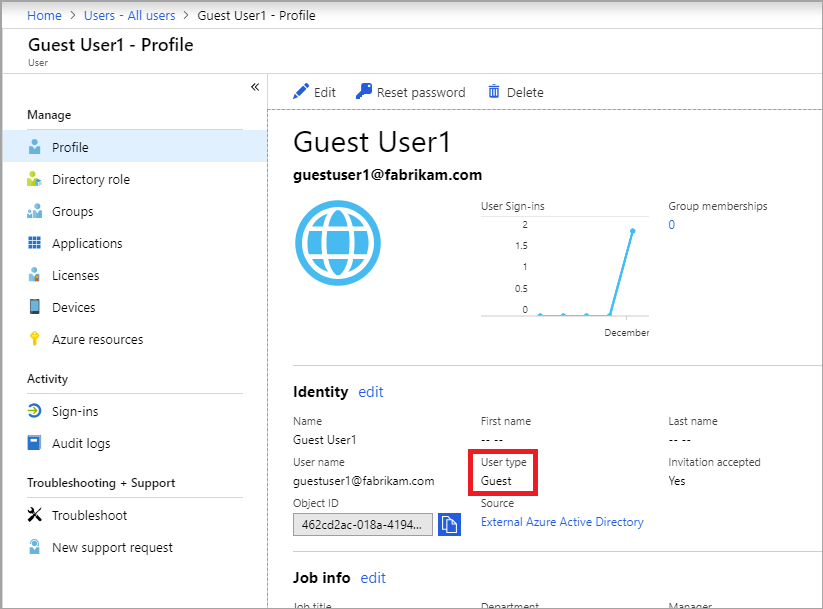 Home > Users - All users > Guest User1 - Profile
Guest User1 - Profile
User
«
Manage
Profile
Directory role
Groups
Applications
Licenses
Devices
Azure resources
Activity
Sign-ins
Audit logs
Troubleshooting + Support
Troubleshoot
New support request
Edit Reset password Delete
Guest User1
guestuser1@fabrikam.com
User Sign-ins
2
1.5
1
0.5
0
December
Group memberships
0
Identity edit
Name First name Last name
Guest User1 -- -- -- --
User name User type Invitation accepted
guestuser1@fabrikam.com Guest Yes
Object ID Source
462cd2ac-018a-4194... External Azure Active Directory
Job info edit
Job title Department Manager